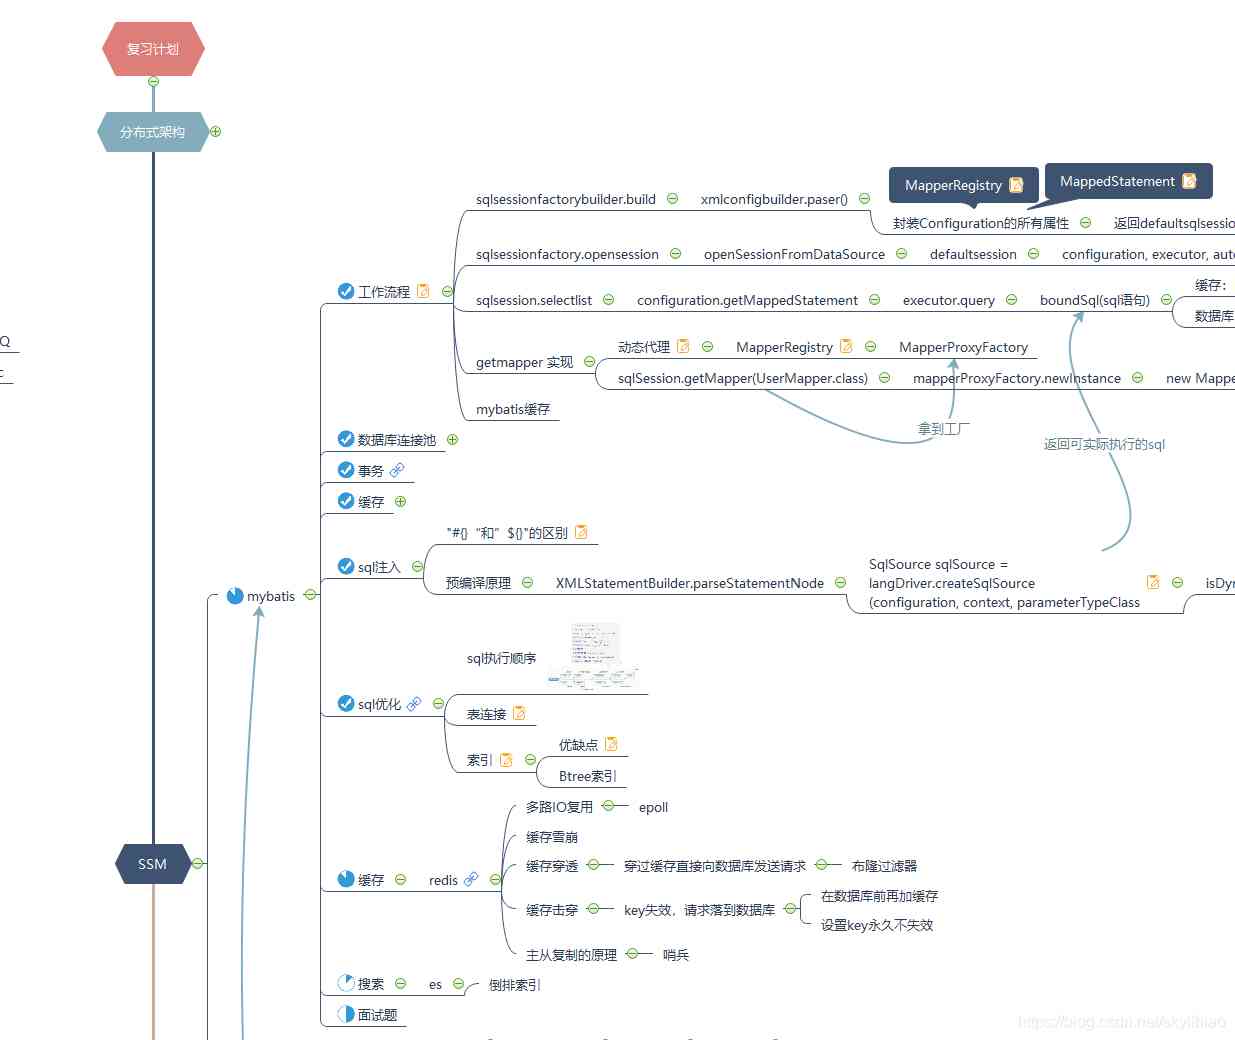 复习计划
分布式架构
MapperRegistry
MappedStatement
sqlsessionfactorybuilder.build
xmlconfigbuilder.paser()
封装Configuration的所有属性
返回defaultsqlsessio
sqlsessionfactory.opensession
openSessionFromDataSource
defaultsession
configuration, executor, aut
工作流程
sqlsession.selectlist
configuration.getMappedStatement
executor.query
boundSql(sql语句)
缓存：
数据库
Q
getmapper 实现
动态代理
MapperRegistry
MapperProxyFactory
sqlSession.getMapper(UserMapper.class)
mapperProxyFactory.newInstance
new Mappe
mybatis缓存
拿到工厂
返回可实际执行的sql
数据库连接池
事务
缓存
sql注入
"#{}  “和”  ${}"的区别
预编译原理
XMLStatementBuilder.parseStatementNode
SqlSource sqlSource =
langDriver.createSqlSource
(configuration, context, parameterTypeClass
isDyn
mybatis
sql优化
sql执行顺序
表连接
索引
优缺点
Btree索引
SSM
缓存
redis
多路IO复用
epoll
缓存雪崩
缓存穿透
穿过缓存直接向数据库发送请求
布隆过滤器
缓存击穿
key失效，请求落到数据库
在数据库前再加缓存
设置key永久不失效
主从复制的原理
哨兵
搜索
es
倒排索引
面试题
https://blog.csdn.net/skylibiao